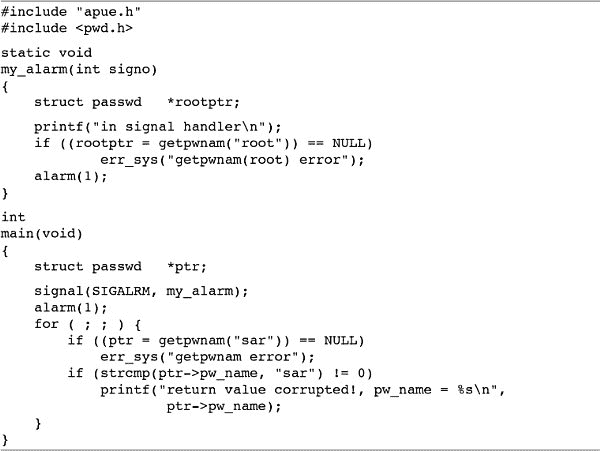 #include "apue.h"
#include <pwd.h>
static void
my_alarm(int signo)
{
    struct passwd   *rootptr;
    printf("in signal handler\n");
    if ((rootptr = getpwnam("root")) == NULL)
            err_sys("getpwnam(root) error");
    alarm(1);
}
int
main(void)
{
    struct passwd   *ptr;
    signal(SIGALRM, my_alarm);
    alarm(1);
    for ( ; ; ) {
        if ((ptr = getpwnam("sar")) == NULL)
            err_sys("getpwnam error");
        if (strcmp(ptr->pw_name, "sar") != 0)
            printf("return value corrupted!, pw_name = %s\n",
                    ptr->pw_name);
    }
}